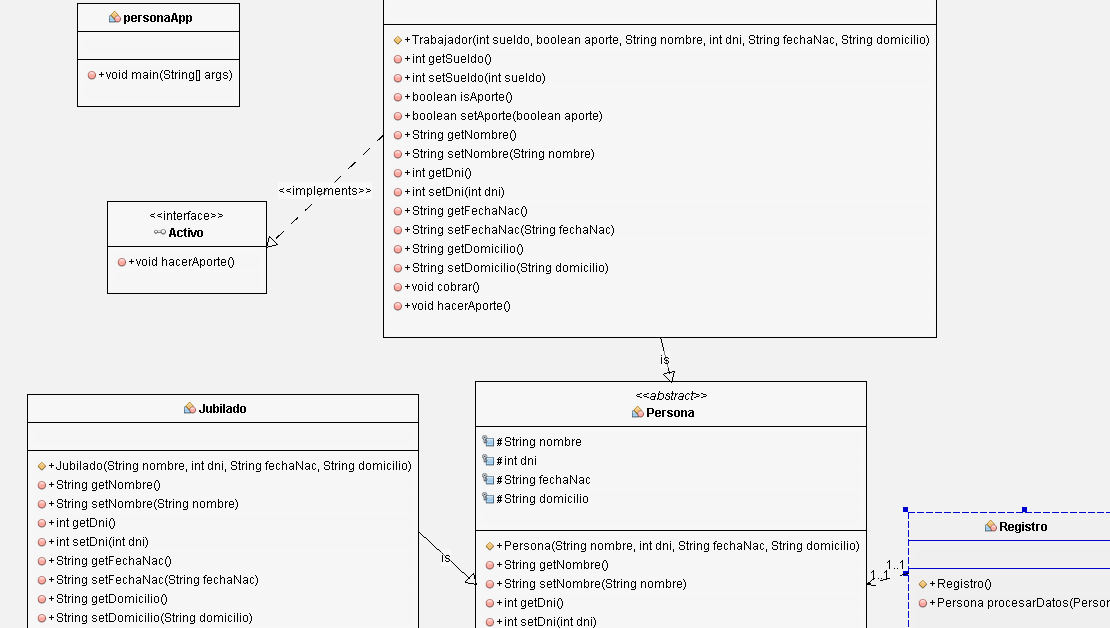 personaApp
+void main(String[] args)
+Trabajador(int sueldo, boolean aporte, String nombre, int dni, String fechaNac, String domicilio)
+int getSueldo()
+int setSueldo(int sueldo)
+boolean isAporte()
+boolean setAporte(boolean aporte)
+String getNombre()
+String setNombre(String nombre)
+int getDni()
+int setDni(int dni)
+String getFechaNac()
+String setFechaNac(String fechaNac)
+String getDomicilio()
+String setDomicilio(String domicilio)
+void cobrar()
+void hacerAporte()
<<implements>>
<<interface>>
Activo
+void hacerAporte()
is
Jubilado
+Jubilado(String nombre, int dni, String fechaNac, String domicilio)
+String getNombre()
+String setNombre(String nombre)
+int getDni()
+int setDni(int dni)
+String getFechaNac()
+String setFechaNac(String fechaNac)
+String getDomicilio()
+String setDomicilio(String domicilio)
is
<<abstract>>
Persona
#String nombre
#int dni
#String fechaNac
#String domicilio
+Persona(String nombre, int dni, String fechaNac, String domicilio)
+String getNombre()
+String setNombre(String nombre)
+int getDni()
+int setDni(int dni)
1..1
1..1
Registro
+Registro()
+Persona procesarDatos(Person